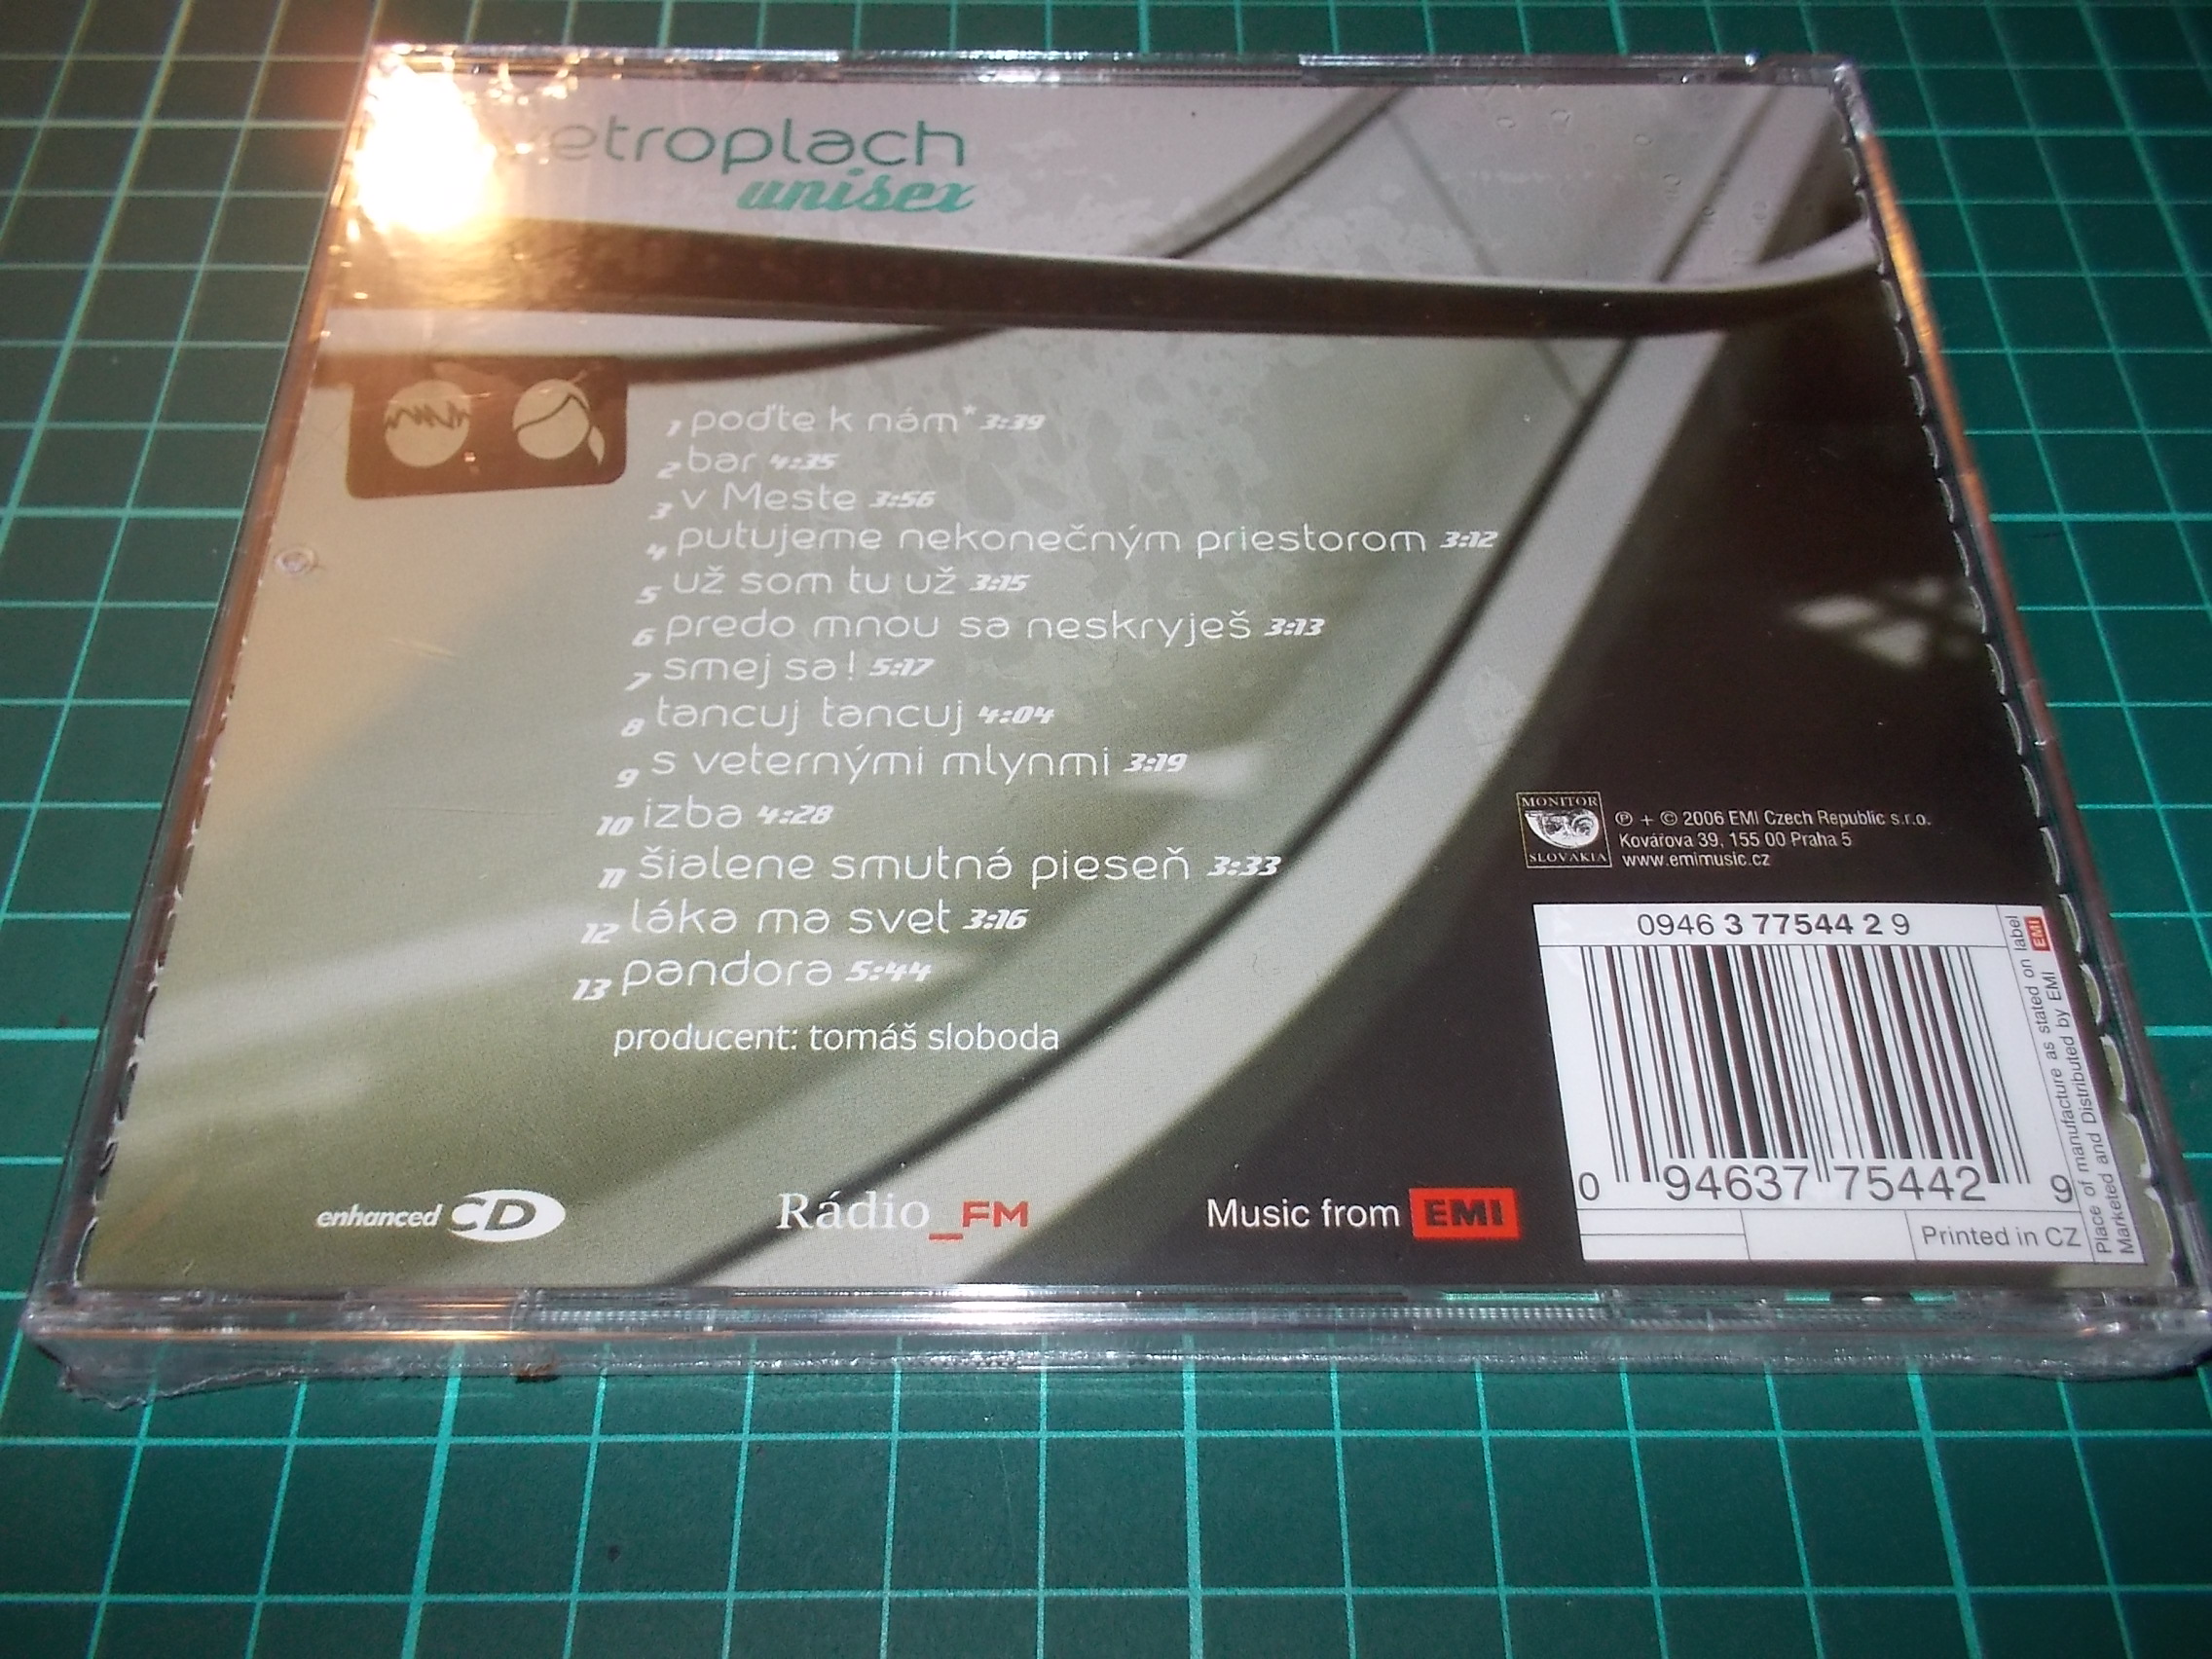 vetroplach
unisex
1 poďte k nám* 3:39
2 bar 4:35
3 v Meste 3:56
4 putujeme nekonečným priestorom 3:12
5 už som tu už 3:15
6 predo mnou sa neskryješ 3:13
7 smej sa! 5:17
8 tancuj tancuj 4:04
9 s veternými mlynmi 3:19
10 izba 4:28
11 šialene smutná pieseň 3:33
12 láka ma svet 3:16
13 pandora 5:44
producent: tomáš sloboda
MONITOR
SLOVAKIA
℗ + © 2006 EMI Czech Republic s.r.o.
Kovářova 39, 155 00 Praha 5
www.emimusic.cz
0946 3 77544 2 9
0 94637 75442 9
Printed in CZ
Place of manufacture as stated on label
Marketed and Distributed by EMI
EMI
enhanced CD
Rádio_FM
Music from EMI